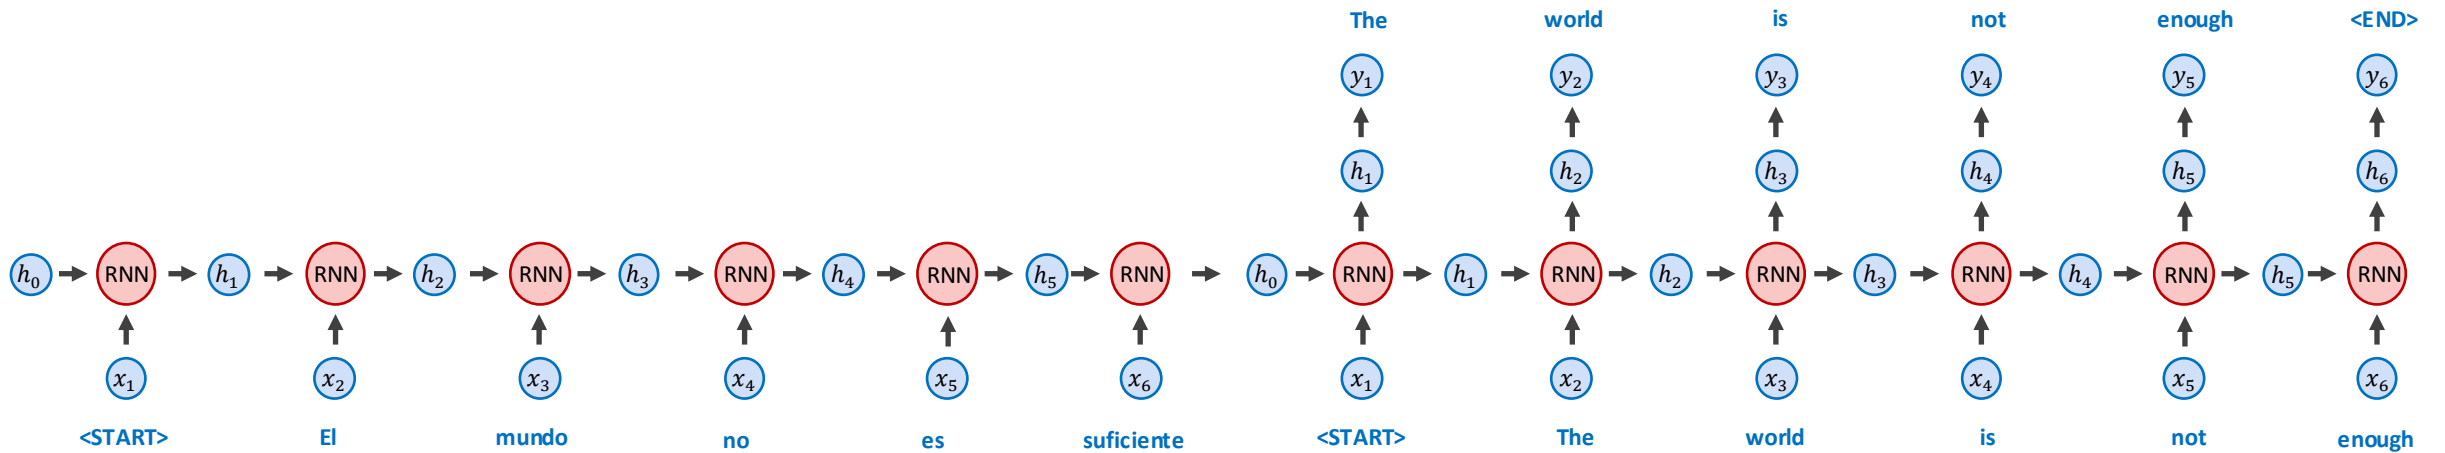 The world is not enough <END>
y₁ y₂ y₃ y₄ y₅ y₆
h₁ h₂ h₃ h₄ h₅ h₆
h₀ RNN h₁ RNN h₂ RNN h₃ RNN h₄ RNN h₅ RNN h₀ RNN h₁ RNN h₂ RNN h₃ RNN h₄ RNN h₅ RNN
x₁ x₂ x₃ x₄ x₅ x₆ x₁ x₂ x₃ x₄ x₅ x₆
<START> El mundo no es suficiente <START> The world is not enough